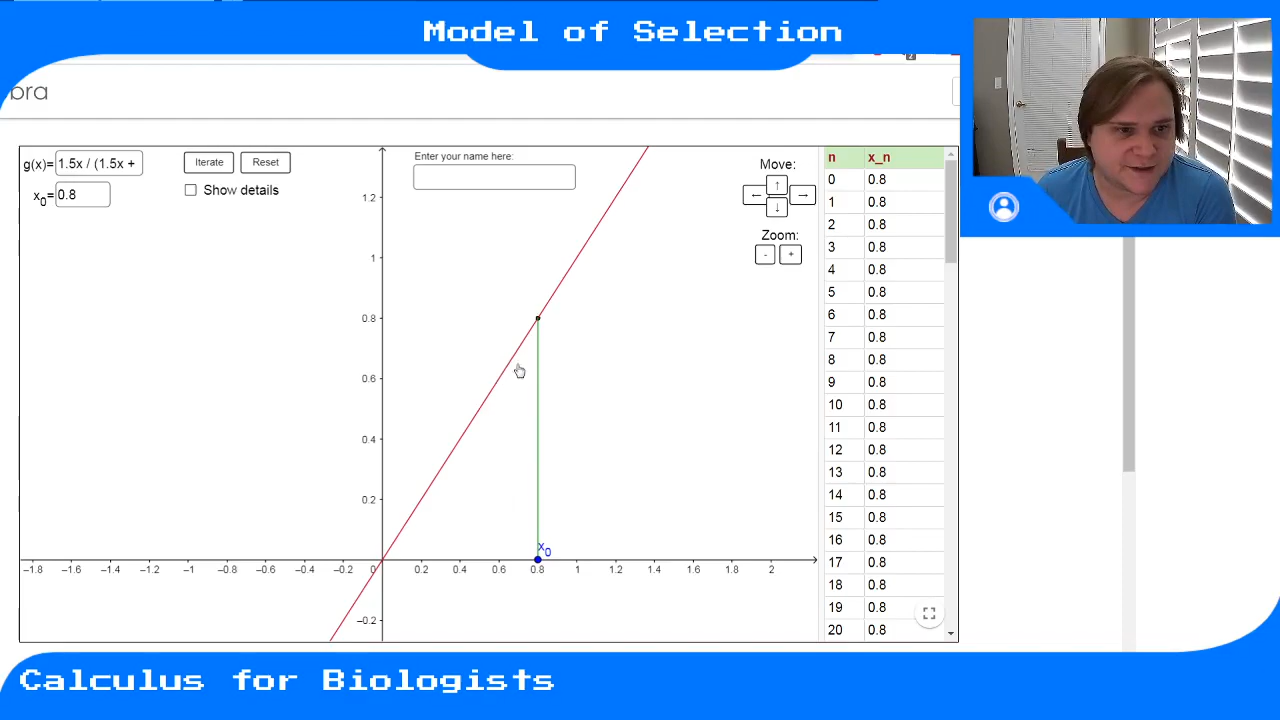 Model of Selection
bra
2
g(x)= 1.5x / (1.5x +
Iterate
Reset
x0= 0.8
Show details
Enter your name here:
Move:
← ↑ → ↓
Zoom:
- +
1.2
1
0.8
0.6
0.4
0.2
−0.2
x0
−1.8 −1.6 −1.4 −1.2 −1 −0.8 −0.6 −0.4 −0.2 0 0.2 0.4 0.6 0.8 1 1.2 1.4 1.6 1.8 2
n x_n
0 0.8
1 0.8
2 0.8
3 0.8
4 0.8
5 0.8
6 0.8
7 0.8
8 0.8
9 0.8
10 0.8
11 0.8
12 0.8
13 0.8
14 0.8
15 0.8
16 0.8
17 0.8
18 0.8
19 0.8
20 0.8
Calculus for Biologists